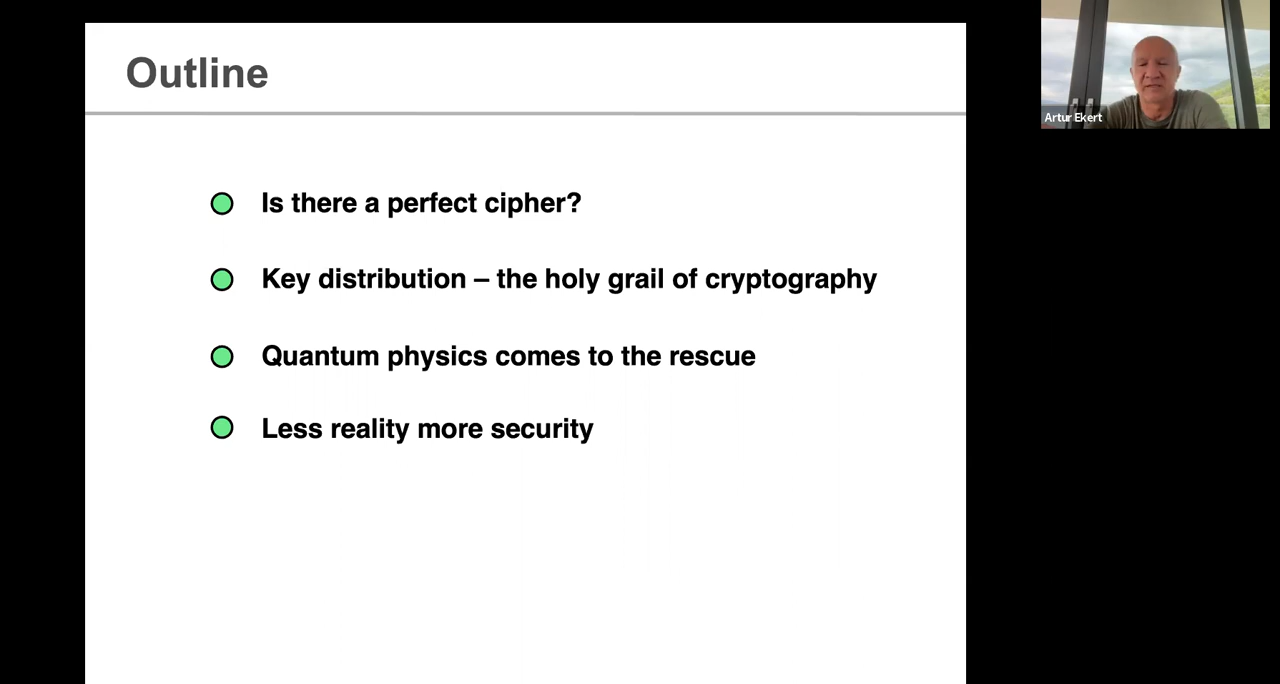 Outline
Is there a perfect cipher?
Key distribution – the holy grail of cryptography
Quantum physics comes to the rescue
Less reality more security
Artur Ekert